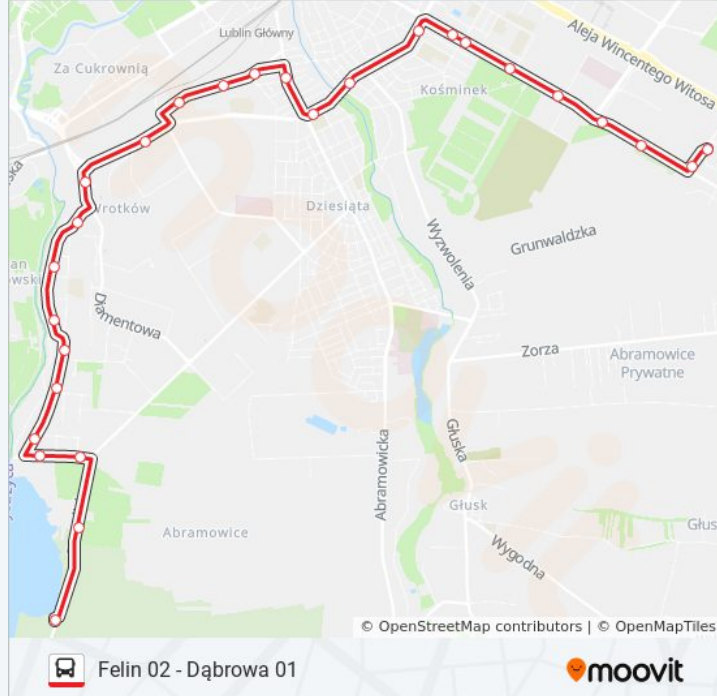 Lublin Główny
Aleja Wincentego Witosa
Za Cukrownią
Kośminek
Wrotków
Dziesiąta
Wyzwolenia
Grunwaldzka
Diamentowa
Zorza
Abramowice
Prywatne
Abramowicka
Głuska
Głusk
Abramowice
Wygodna
© OpenStreetMap contributors | © OpenMapTiles
Felin 02 - Dąbrowa 01
moovit